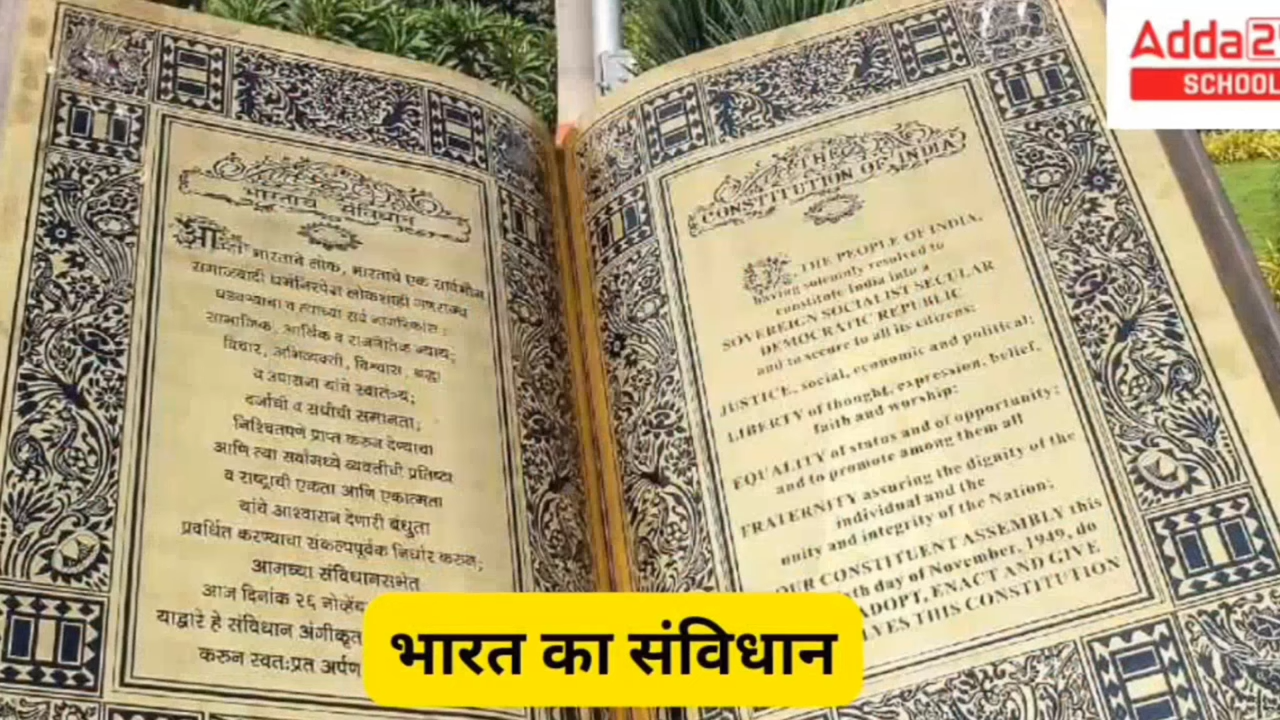 भारताचे संविधान
आम्ही भारताचे लोक, भारताचे एक सार्वभौम
समाजवादी धर्मनिरपेक्ष लोकशाही गणराज्य
घडवण्याचा व त्याच्या सर्व नागरिकांस :
सामाजिक, आर्थिक व राजनैतिक न्याय;
विचार, अभिव्यक्ती, विश्वास, श्रद्धा
व उपासना यांचे स्वातंत्र्य;
दर्जाची व संधीची समानता;
निश्चितपणे प्राप्त करुन देण्याचा
आणि त्या सर्वांमध्ये व्यक्तीची प्रतिष्ठा
व राष्ट्राची एकता आणि एकात्मता
यांचे आश्वासन देणारी बंधुता
प्रवर्धित करण्याचा संकल्पपूर्वक निर्धार करुन;
आमच्या संविधानसभेत
आज दिनांक २६
याद्वारे हे संविधान अंगीकृत
करुन स्वतःप्रत अर्पण
THE
CONSTITUTION OF INDIA
THE PEOPLE OF INDIA,
having solemnly resolved to
constitute India into a
SOVEREIGN SOCIALIST SECULAR
DEMOCRATIC REPUBLIC
and to secure to all its citizens:
JUSTICE, social, economic and political;
LIBERTY of thought, expression, belief,
faith and worship;
EQUALITY of status and of opportunity;
and to promote among them all
FRATERNITY assuring the dignity of the
individual and the
unity and integrity of the Nation;
OUR CONSTITUENT ASSEMBLY this
day of November, 1949, do
ADOPT, ENACT AND GIVE
THIS CONSTITUTION
Adda
SCHOOL
भारत का संविधान